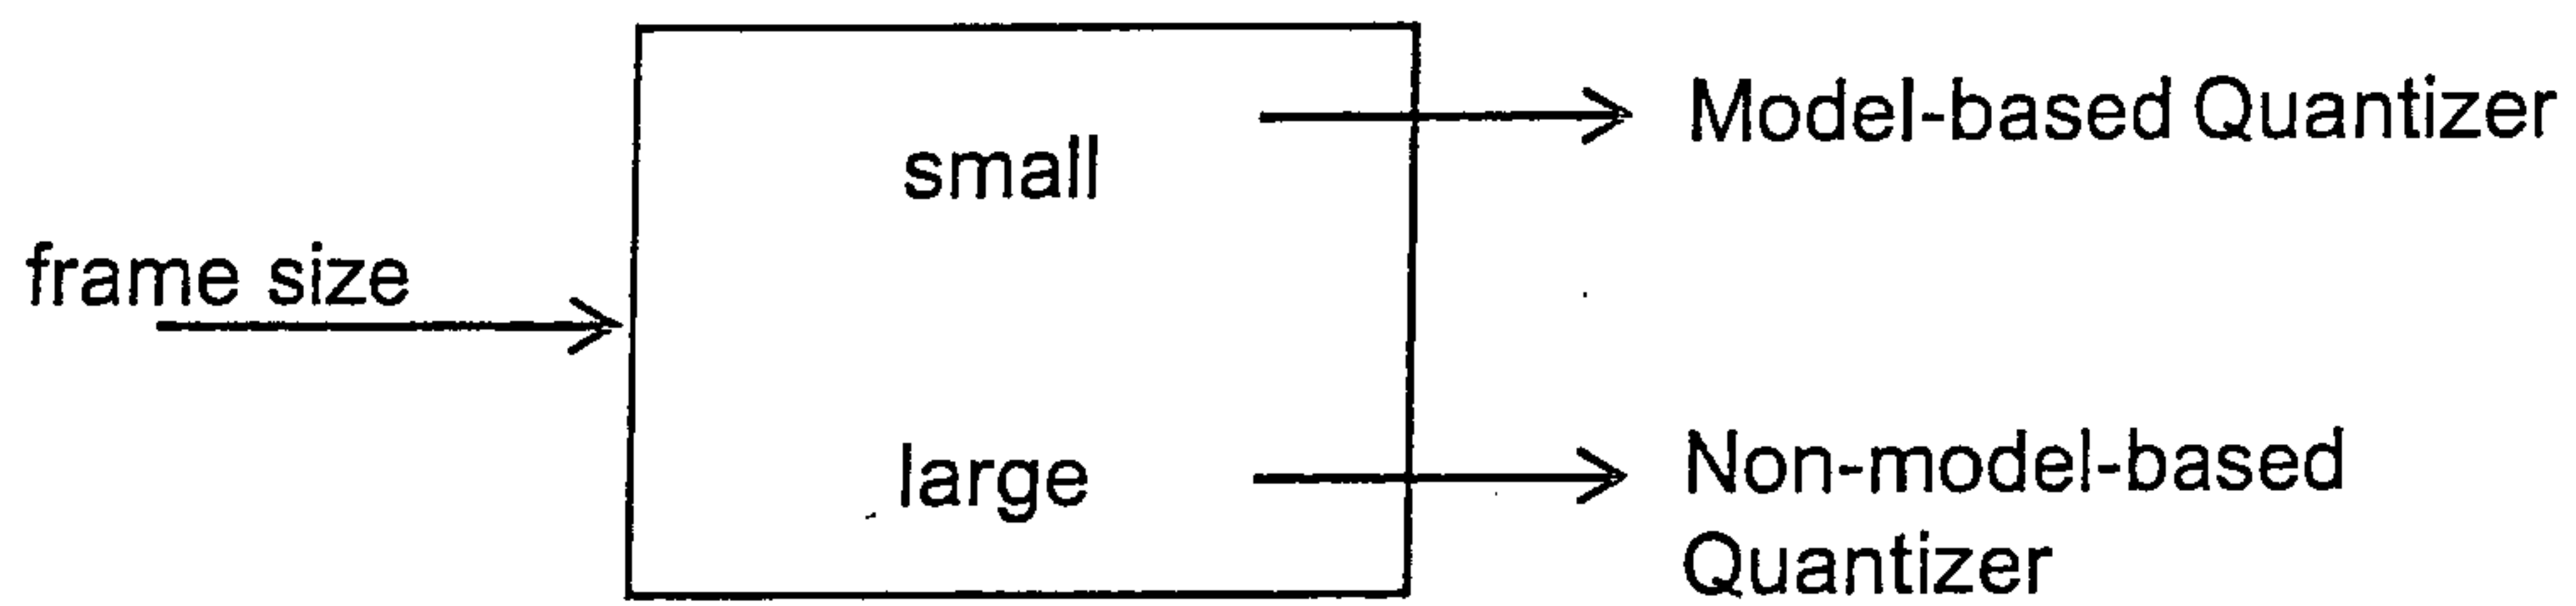 frame size
small
large
Model-based Quantizer
Non-model-based
Quantizer